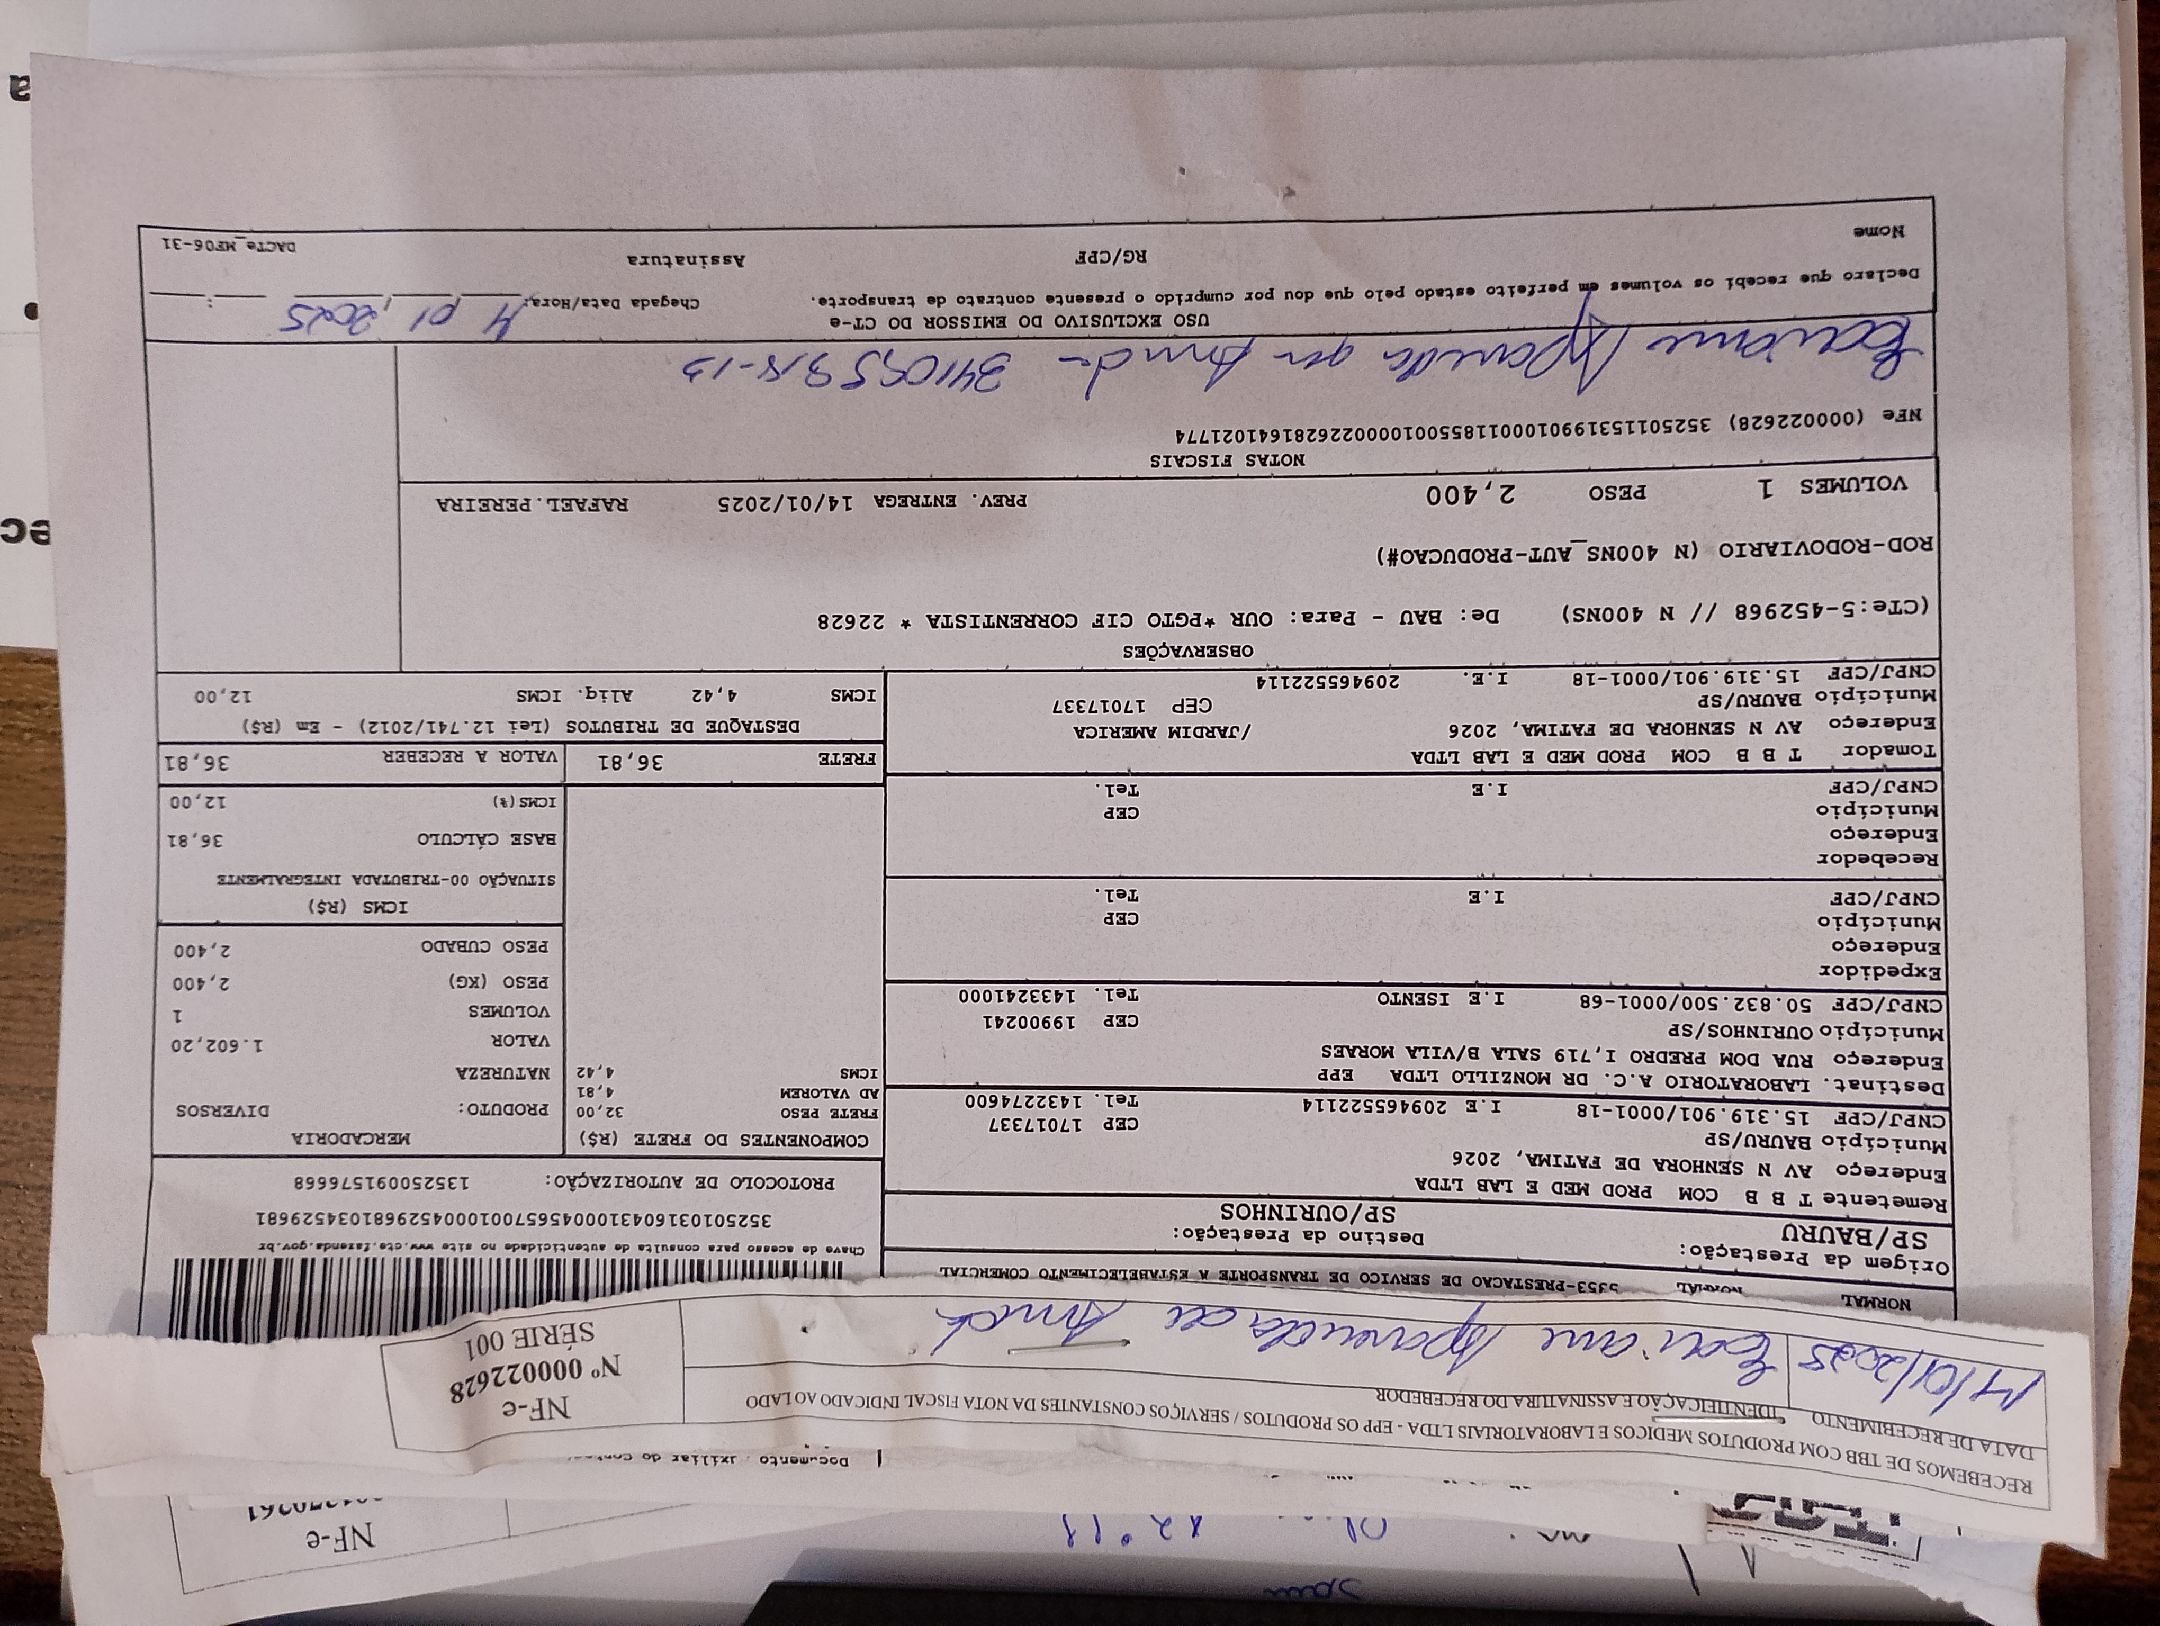 NF-e
RECEBEMOS DE TBB COM PRODUTOS MEDICOS E LABORATORIAIS LTDA - EPP OS PRODUTOS / SERVIÇOS CONSTANTES DA NOTA FISCAL INDICADO AO LADO
DATA DE RECEBIMENTO
IDENTIFICAÇÃO E ASSINATURA DO RECEBEDOR
NF-e
Nº 00022628
SÉRIE 001
NORMAL NORMAL 5353-PRESTACAO DE SERVICO DE TRANSPORTE A ESTABELECIMENTO COMERCIAL
Origem da Prestação: Destino da Prestação:
SP/BAURU SP/OURINHOS
Chave de acesso para consulta de autenticidade no site www.cte.fazenda.gov.br
35250103160431000456570010004529681034529681
PROTOCOLO DE AUTORIZAÇÃO: 135250091576668
Remetente T B B COM PROD MED E LAB LTDA
Endereço AV N SENHORA DE FATIMA, 2026
Município BAURU/SP CEP 17017337
CNPJ/CPF 15.319.901/0001-18 I.E 209465522114 Tel. 1432274600
Destinat. LABORATORIO A.C. DR MONZILLO LTDA EPP
Endereço RUA DOM PREDRO I,719 SALA B/VILA MORAES
Município OURINHOS/SP CEP 19900241
CNPJ/CPF 50.832.500/0001-68 I.E ISENTO Tel. 1433241000
Expedidor
Endereço
Município CEP
CNPJ/CPF I.E Tel.
Recebedor
Endereço
Município CEP
CNPJ/CPF I.E Tel.
Tomador T B B COM PROD MED E LAB LTDA
Endereço AV N SENHORA DE FATIMA, 2026 /JARDIM AMERICA
Município BAURU/SP CEP 17017337
CNPJ/CPF 15.319.901/0001-18 I.E. 209465522114
COMPONENTES DO FRETE (R$)
FRETE PESO 32,00
AD VALOREM 4,81
ICMS 4,42
MERCADORIA
PRODUTO: DIVERSOS
NATUREZA
VALOR 1.602,20
VOLUMES 1
PESO (KG) 2,400
PESO CUBADO 2,400
ICMS (R$)
SITUAÇÃO 00-TRIBUTADA INTEGRALMENTE
BASE CÁLCULO 36,81
ICMS(%) 12,00
FRETE 36,81 VALOR A RECEBER 36,81
DESTAQUE DE TRIBUTOS (Lei 12.741/2012) - Em (R$)
ICMS 4,42 Aliq. ICMS 12,00
OBSERVAÇÕES
(CTe:5-452968 // N 400NS) De: BAU - Para: OUR *PGTO CIF CORRENTISTA * 22628
ROD-RODOVIARIO (N 400NS_AUT-PRODUCAO#)
VOLUMES 1 PESO 2,400 PREV. ENTREGA 14/01/2025 RAFAEL.PEREIRA
NOTAS FISCAIS
NFe (000022628) 35250115319901000118550010000226281641021774
USO EXCLUSIVO DO EMISSOR DO CT-e
Declaro que recebi os volumes em perfeito estado pelo que dou por cumprido o presente contrato de transporte. Chegada Data/Hora:
Nome RG/CPF Assinatura DACTe_MF06-31